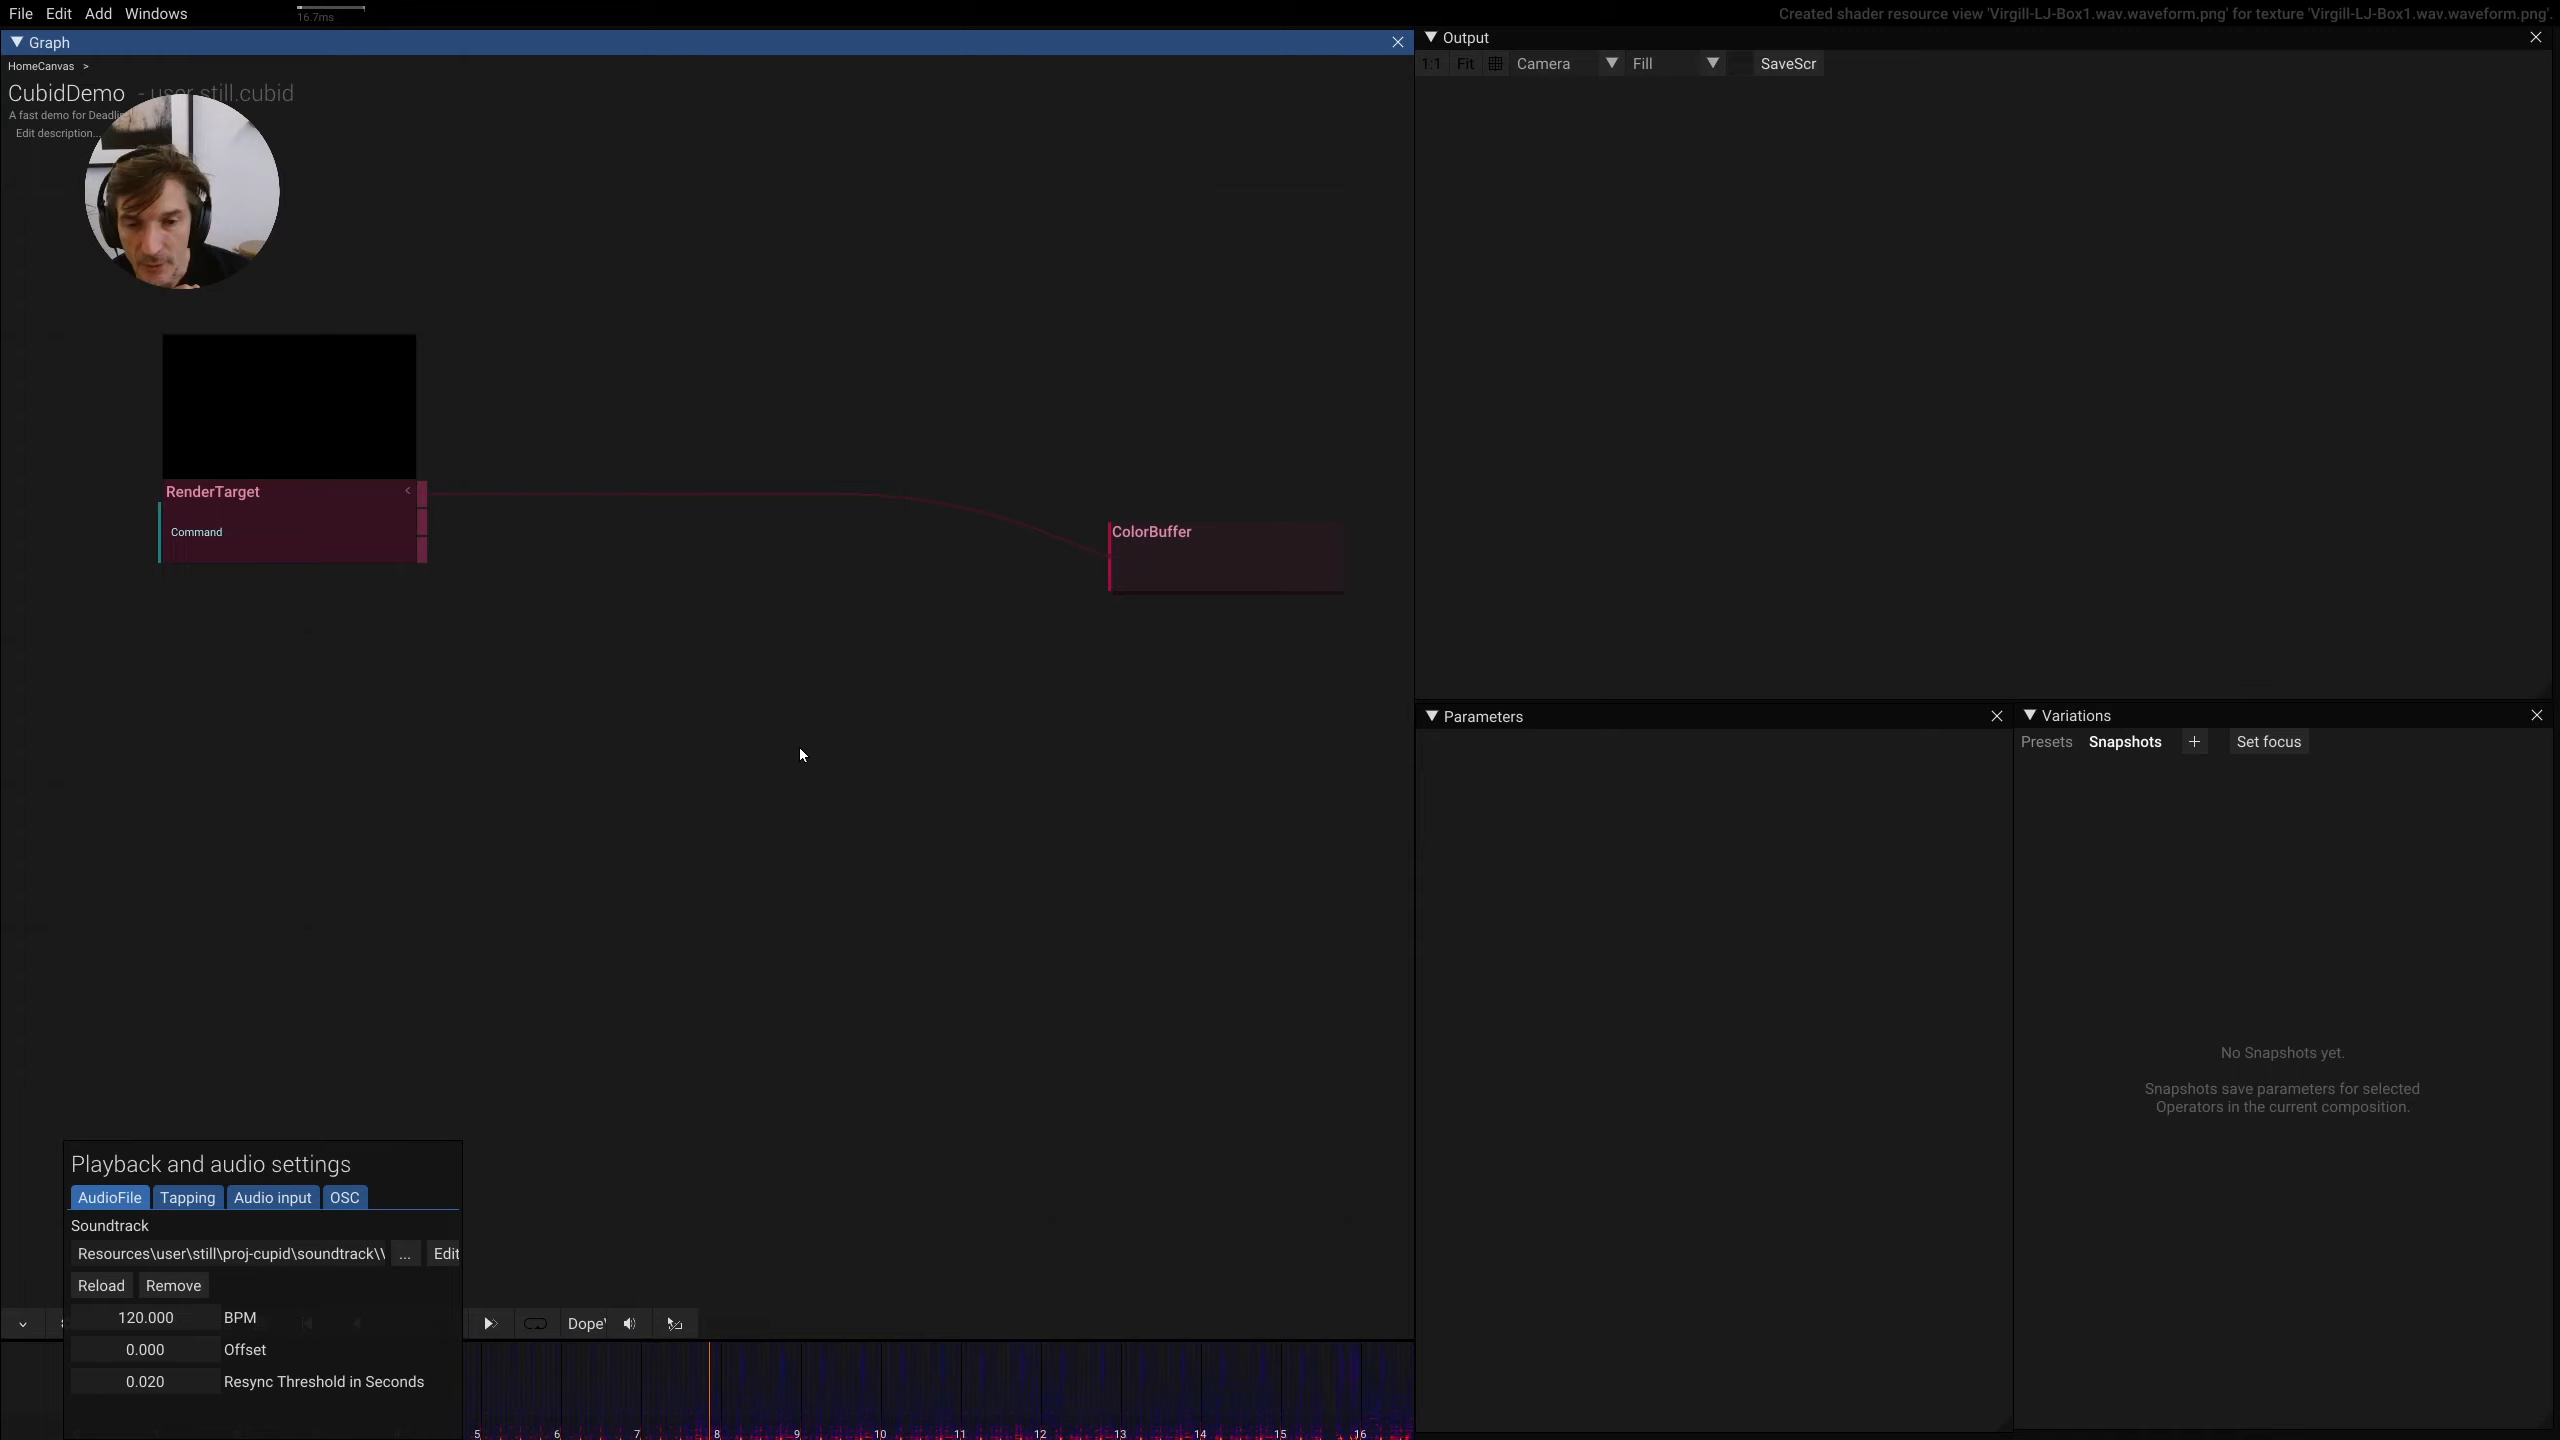 File Edit Add Windows
16.7ms
Created shader resource view 'Virgill-LJ-Box1.wav.waveform.png' for texture 'Virgill-LJ-Box1.wav.waveform.png'.
Graph
HomeCanvas >
CubidDemo - user.still.cubid
A fast demo for Deadli
Edit description...
RenderTarget <
Command
ColorBuffer
Output
1:1 Fit Camera Fill SaveScr
Parameters
Variations
Presets Snapshots + Set focus
No Snapshots yet.
Snapshots save parameters for selected
Operators in the current composition.
Playback and audio settings
AudioFile Tapping Audio input OSC
Soundtrack
Resources\user\still\proj-cupid\soundtrack\\ ... Edit
Reload Remove
120.000 BPM
0.000 Offset
0.020 Resync Threshold in Seconds
Dope
5 6 7 8 9 10 11 12 13 14 15 16